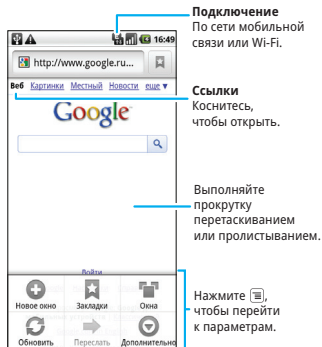 Подключение
По сети мобильной
связи или Wi-Fi.
16:49
http://www.google.ru...
Веб Картинки Местный Новости еще ▼
Google
Ссылки
Коснитесь,
чтобы открыть.
Выполняйте
прокрутку
перетаскиванием
или пролистыванием.
Войти
Новое окно Закладки Окна
Обновить Переслать Дополнительно
Нажмите ,
чтобы перейти
к параметрам.